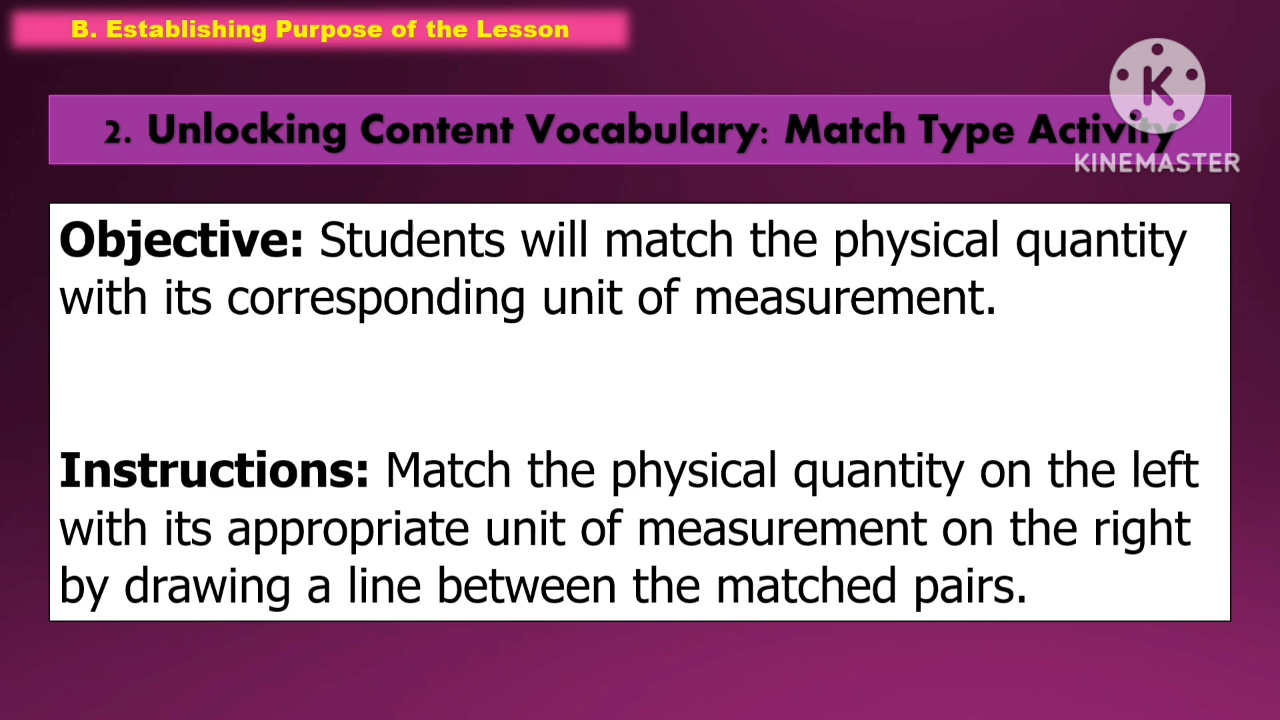 B. Establishing Purpose of the Lesson
2. Unlocking Content Vocabulary: Match Type Activity
K
KINEMASTER
Objective: Students will match the physical quantity
with its corresponding unit of measurement.
Instructions: Match the physical quantity on the left
with its appropriate unit of measurement on the right
by drawing a line between the matched pairs.